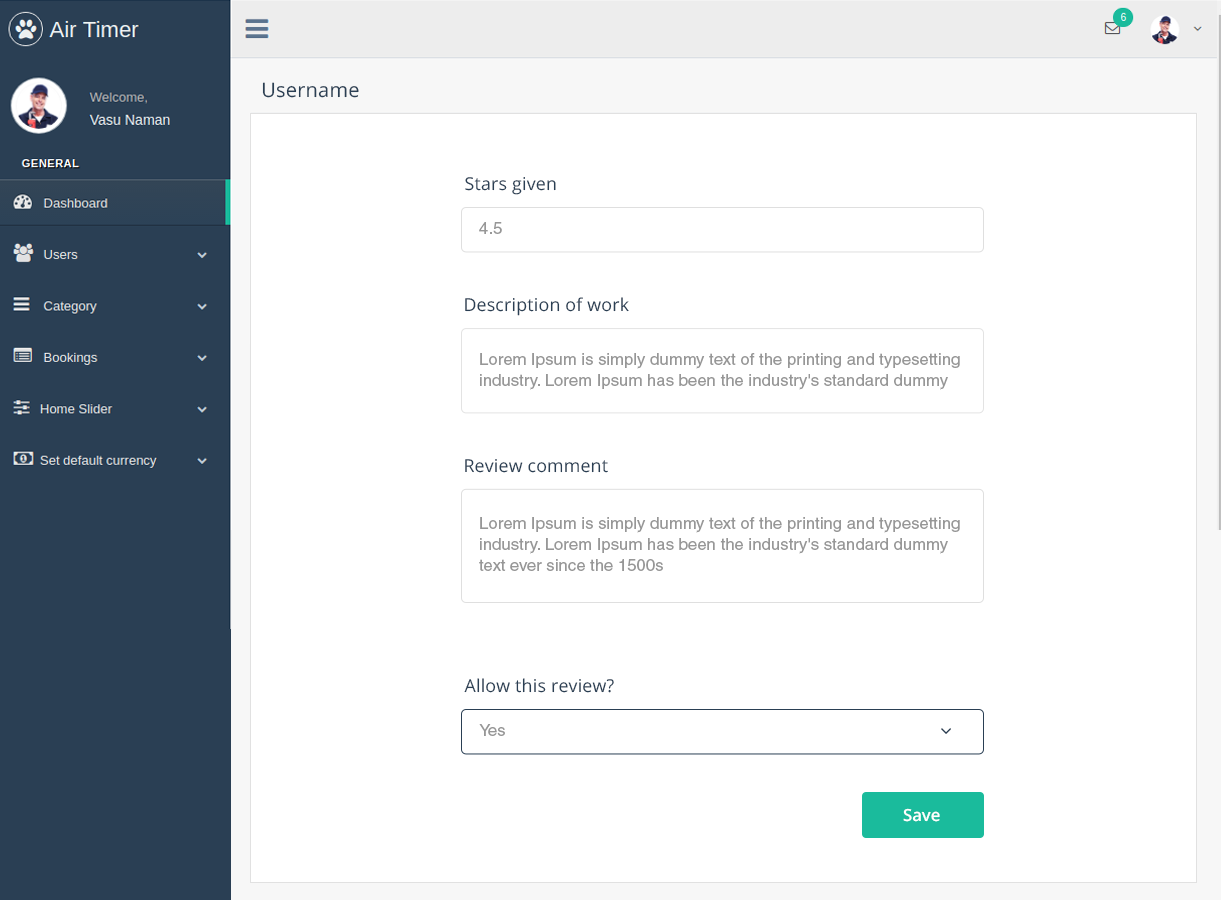 Air Timer
6
Welcome,
Vasu Naman
GENERAL
Dashboard
Users
Category
Bookings
Home Slider
Set default currency
Username
Stars given
4.5
Description of work
Lorem Ipsum is simply dummy text of the printing and typesetting
industry. Lorem Ipsum has been the industry's standard dummy
Review comment
Lorem Ipsum is simply dummy text of the printing and typesetting
industry. Lorem Ipsum has been the industry's standard dummy
text ever since the 1500s
Allow this review?
Yes
Save